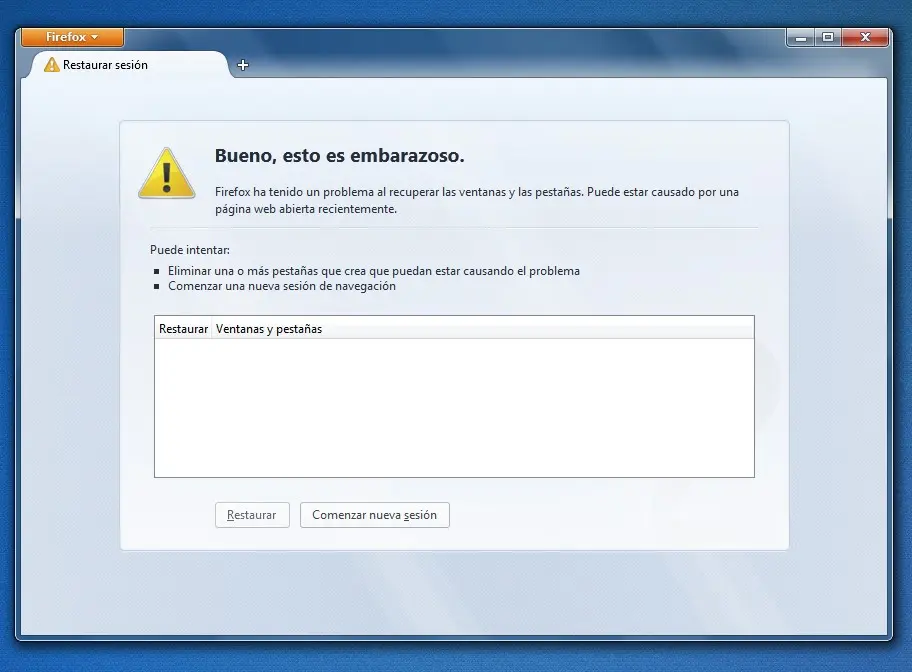 Firefox
Restaurar sesión
Bueno, esto es embarazoso.
Firefox ha tenido un problema al recuperar las ventanas y las pestañas. Puede estar causado por una
página web abierta recientemente.
Puede intentar:
Eliminar una o más pestañas que crea que puedan estar causando el problema
Comenzar una nueva sesión de navegación
Restaurar Ventanas y pestañas
Restaurar Comenzar nueva sesión